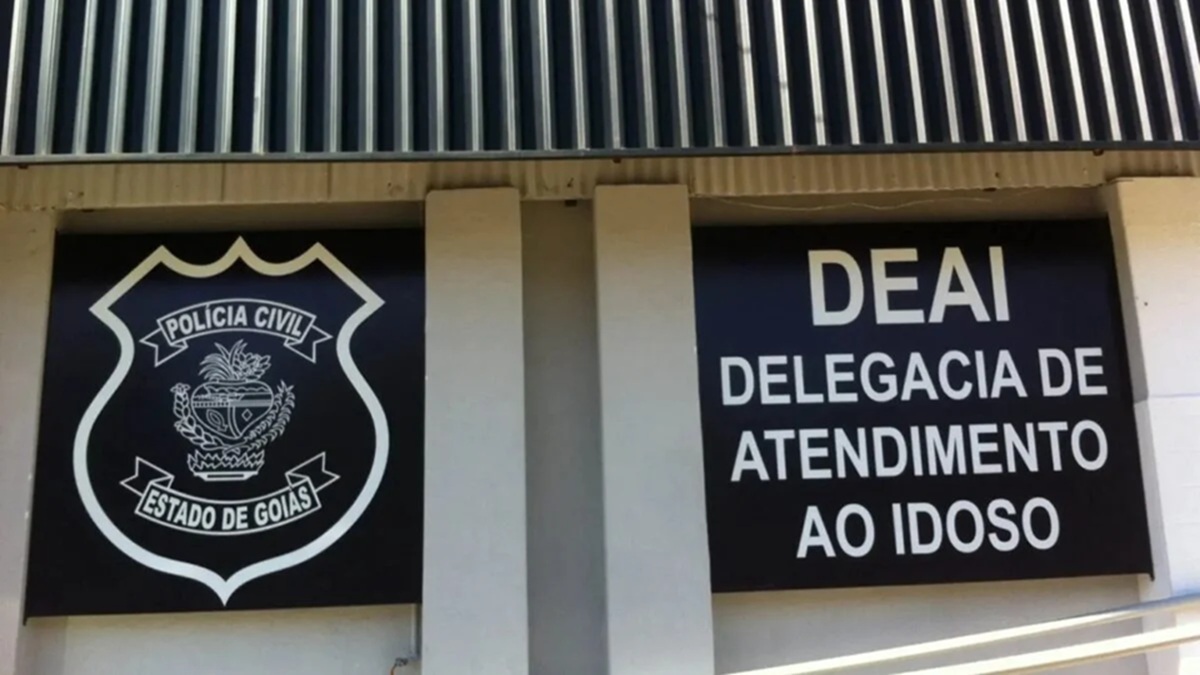 POLÍCIA CIVIL
ESTADO DE GOIÁS
DEAI
DELEGACIA DE
ATENDIMENTO
AO IDOSO